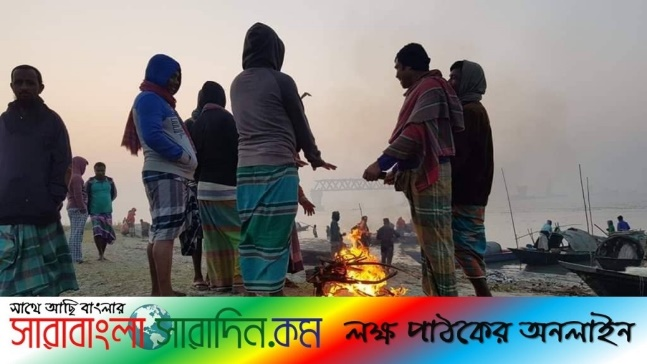 সাথে আছি বাংলার
সারাবাংলা সারাদিন.কম
লক্ষ পাঠকের অনলাইন